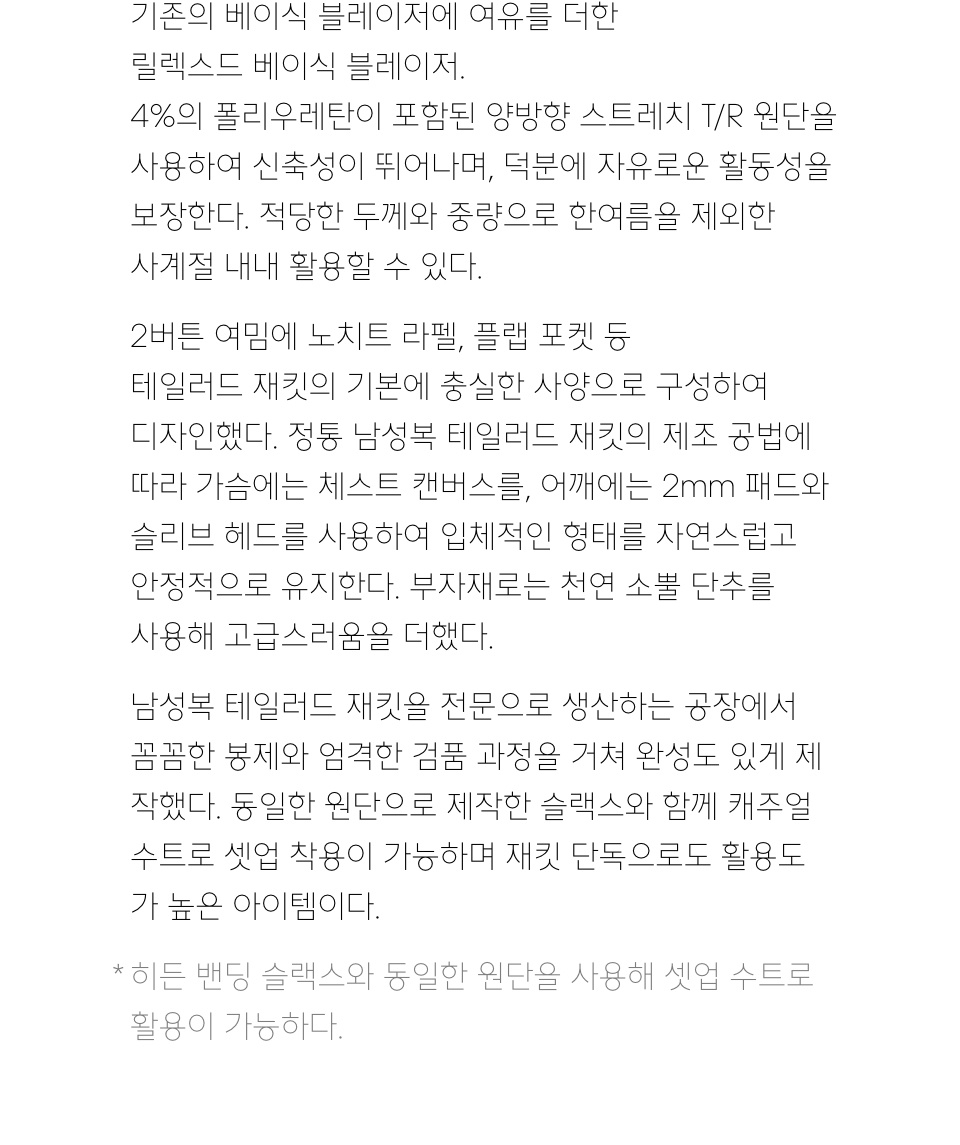 기존의 베이식 블레이저에 여유를 더한
릴렉스드 베이식 블레이저.
4%의 폴리우레탄이 포함된 양방향 스트레치 T/R 원단을
사용하여 신축성이 뛰어나며, 덕분에 자유로운 활동성을
보장한다. 적당한 두께와 중량으로 한여름을 제외한
사계절 내내 활용할 수 있다.
2버튼 여밈에 노치트 라펠, 플랩 포켓 등
테일러드 재킷의 기본에 충실한 사양으로 구성하여
디자인했다. 정통 남성복 테일러드 재킷의 제조 공법에
따라 가슴에는 체스트 캔버스를, 어깨에는 2mm 패드와
슬리브 헤드를 사용하여 입체적인 형태를 자연스럽고
안정적으로 유지한다. 부자재로는 천연 소뿔 단추를
사용해 고급스러움을 더했다.
남성복 테일러드 재킷을 전문으로 생산하는 공장에서
꼼꼼한 봉제와 엄격한 검품 과정을 거쳐 완성도 있게 제
작했다. 동일한 원단으로 제작한 슬랙스와 함께 캐주얼
수트로 셋업 착용이 가능하며 재킷 단독으로도 활용도
가 높은 아이템이다.
* 히든 밴딩 슬랙스와 동일한 원단을 사용해 셋업 수트로
활용이 가능하다.